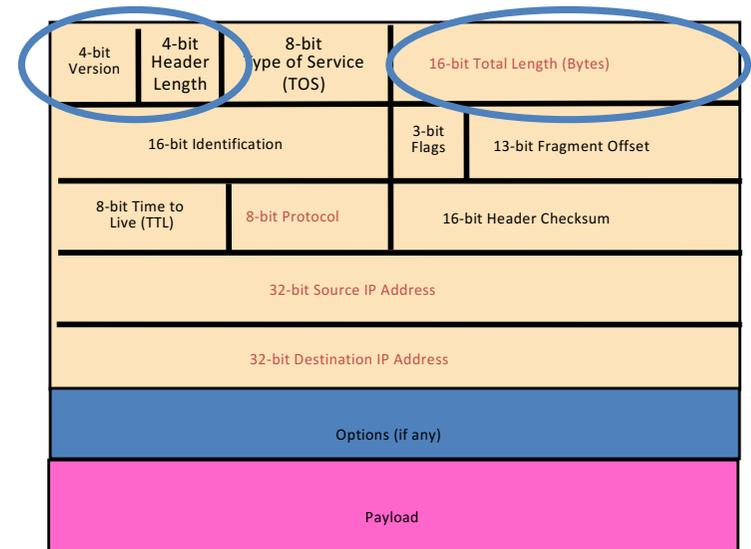 4-bit
Version
4-bit
Header
Length
8-bit
ype of Service
(TOS)
16-bit Total Length (Bytes)
16-bit Identification
3-bit
Flags
13-bit Fragment Offset
8-bit Time to
Live (TTL)
8-bit Protocol
16-bit Header Checksum
32-bit Source IP Address
32-bit Destination IP Address
Options (if any)
Payload